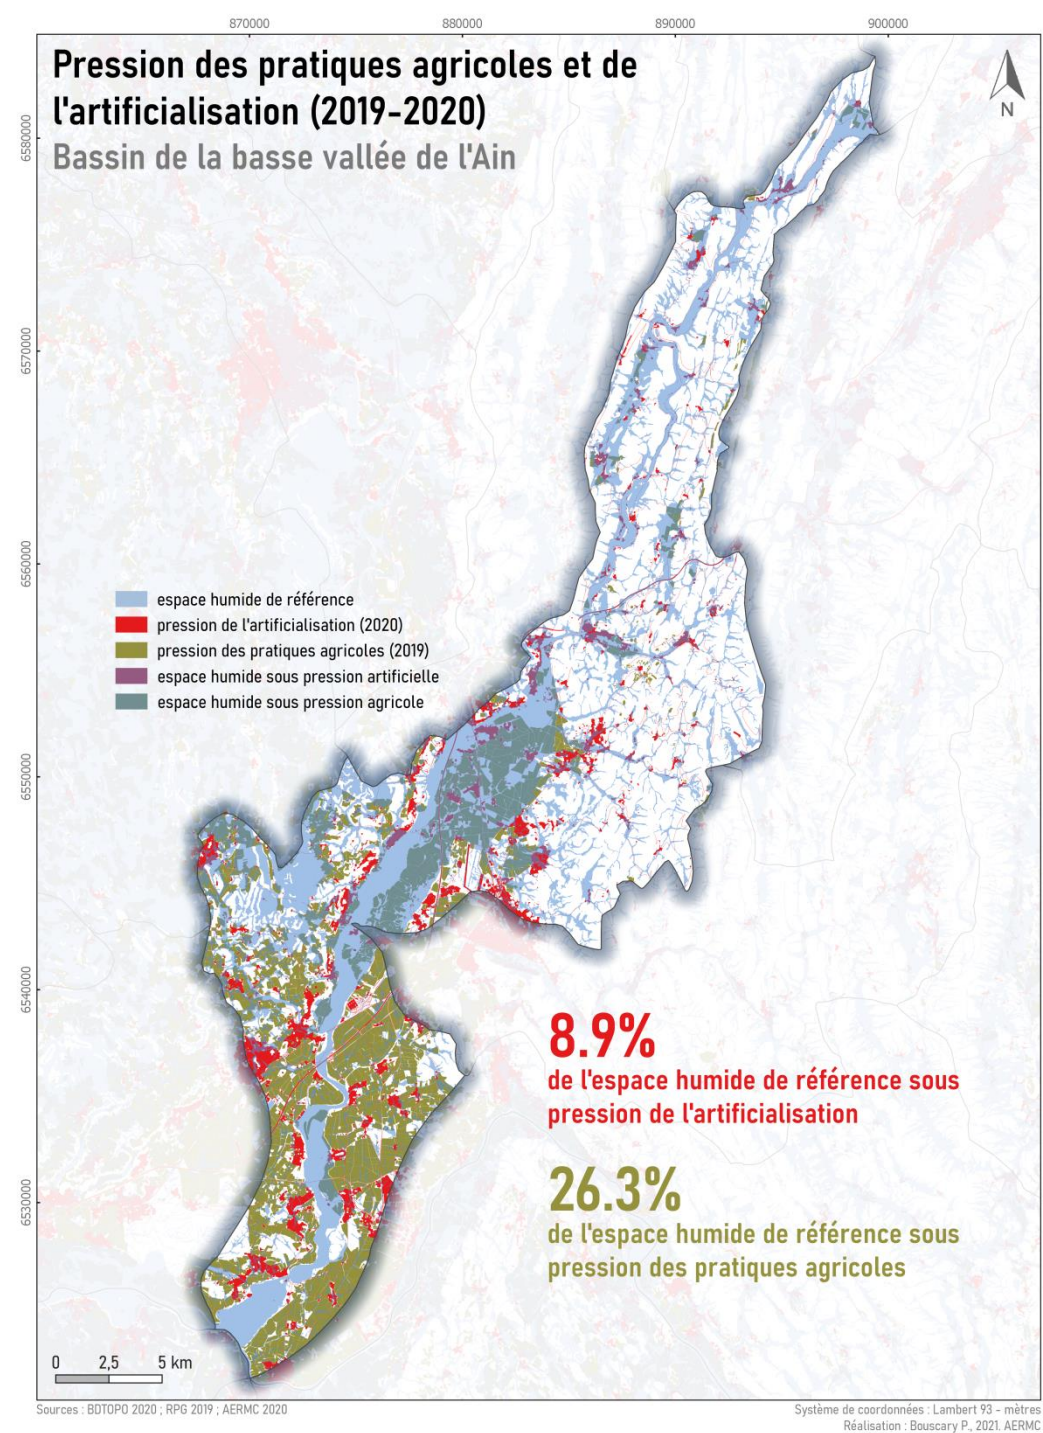 870000 880000 890000 900000
Pression des pratiques agricoles et de
l'artificialisation (2019-2020)
Bassin de la basse vallée de l'Ain
N
6580000
6570000
6560000
espace humide de référence
pression de l'artificialisation (2020)
pression des pratiques agricoles (2019)
espace humide sous pression artificielle
espace humide sous pression agricole
6550000
6540000
8.9%
de l'espace humide de référence sous
pression de l'artificialisation
26.3%
de l'espace humide de référence sous
pression des pratiques agricoles
6530000
0 2,5 5 km
Sources : BDTOPO 2020 ; RPG 2019 ; AERMC 2020
Système de coordonnées : Lambert 93 - mètres
Réalisation : Bouscary P., 2021. AERMC